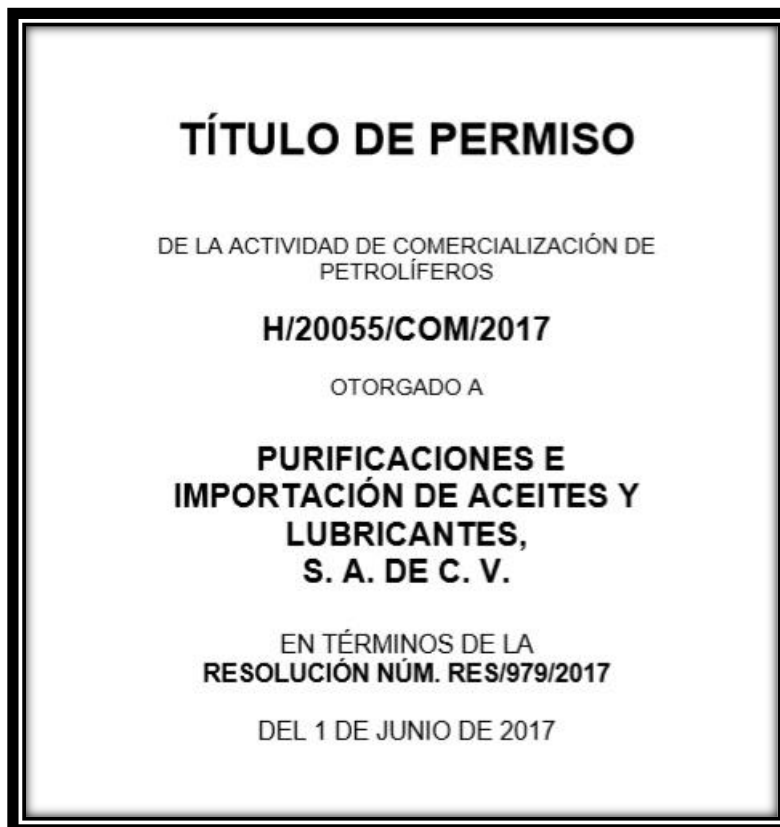 TÍTULO DE PERMISO
DE LA ACTIVIDAD DE COMERCIALIZACIÓN DE
PETROLÍFEROS
H/20055/COM/2017
OTORGADO A
PURIFICACIONES E
IMPORTACIÓN DE ACEITES Y
LUBRICANTES,
S. A. DE C. V.
EN TÉRMINOS DE LA
RESOLUCIÓN NÚM. RES/979/2017
DEL 1 DE JUNIO DE 2017